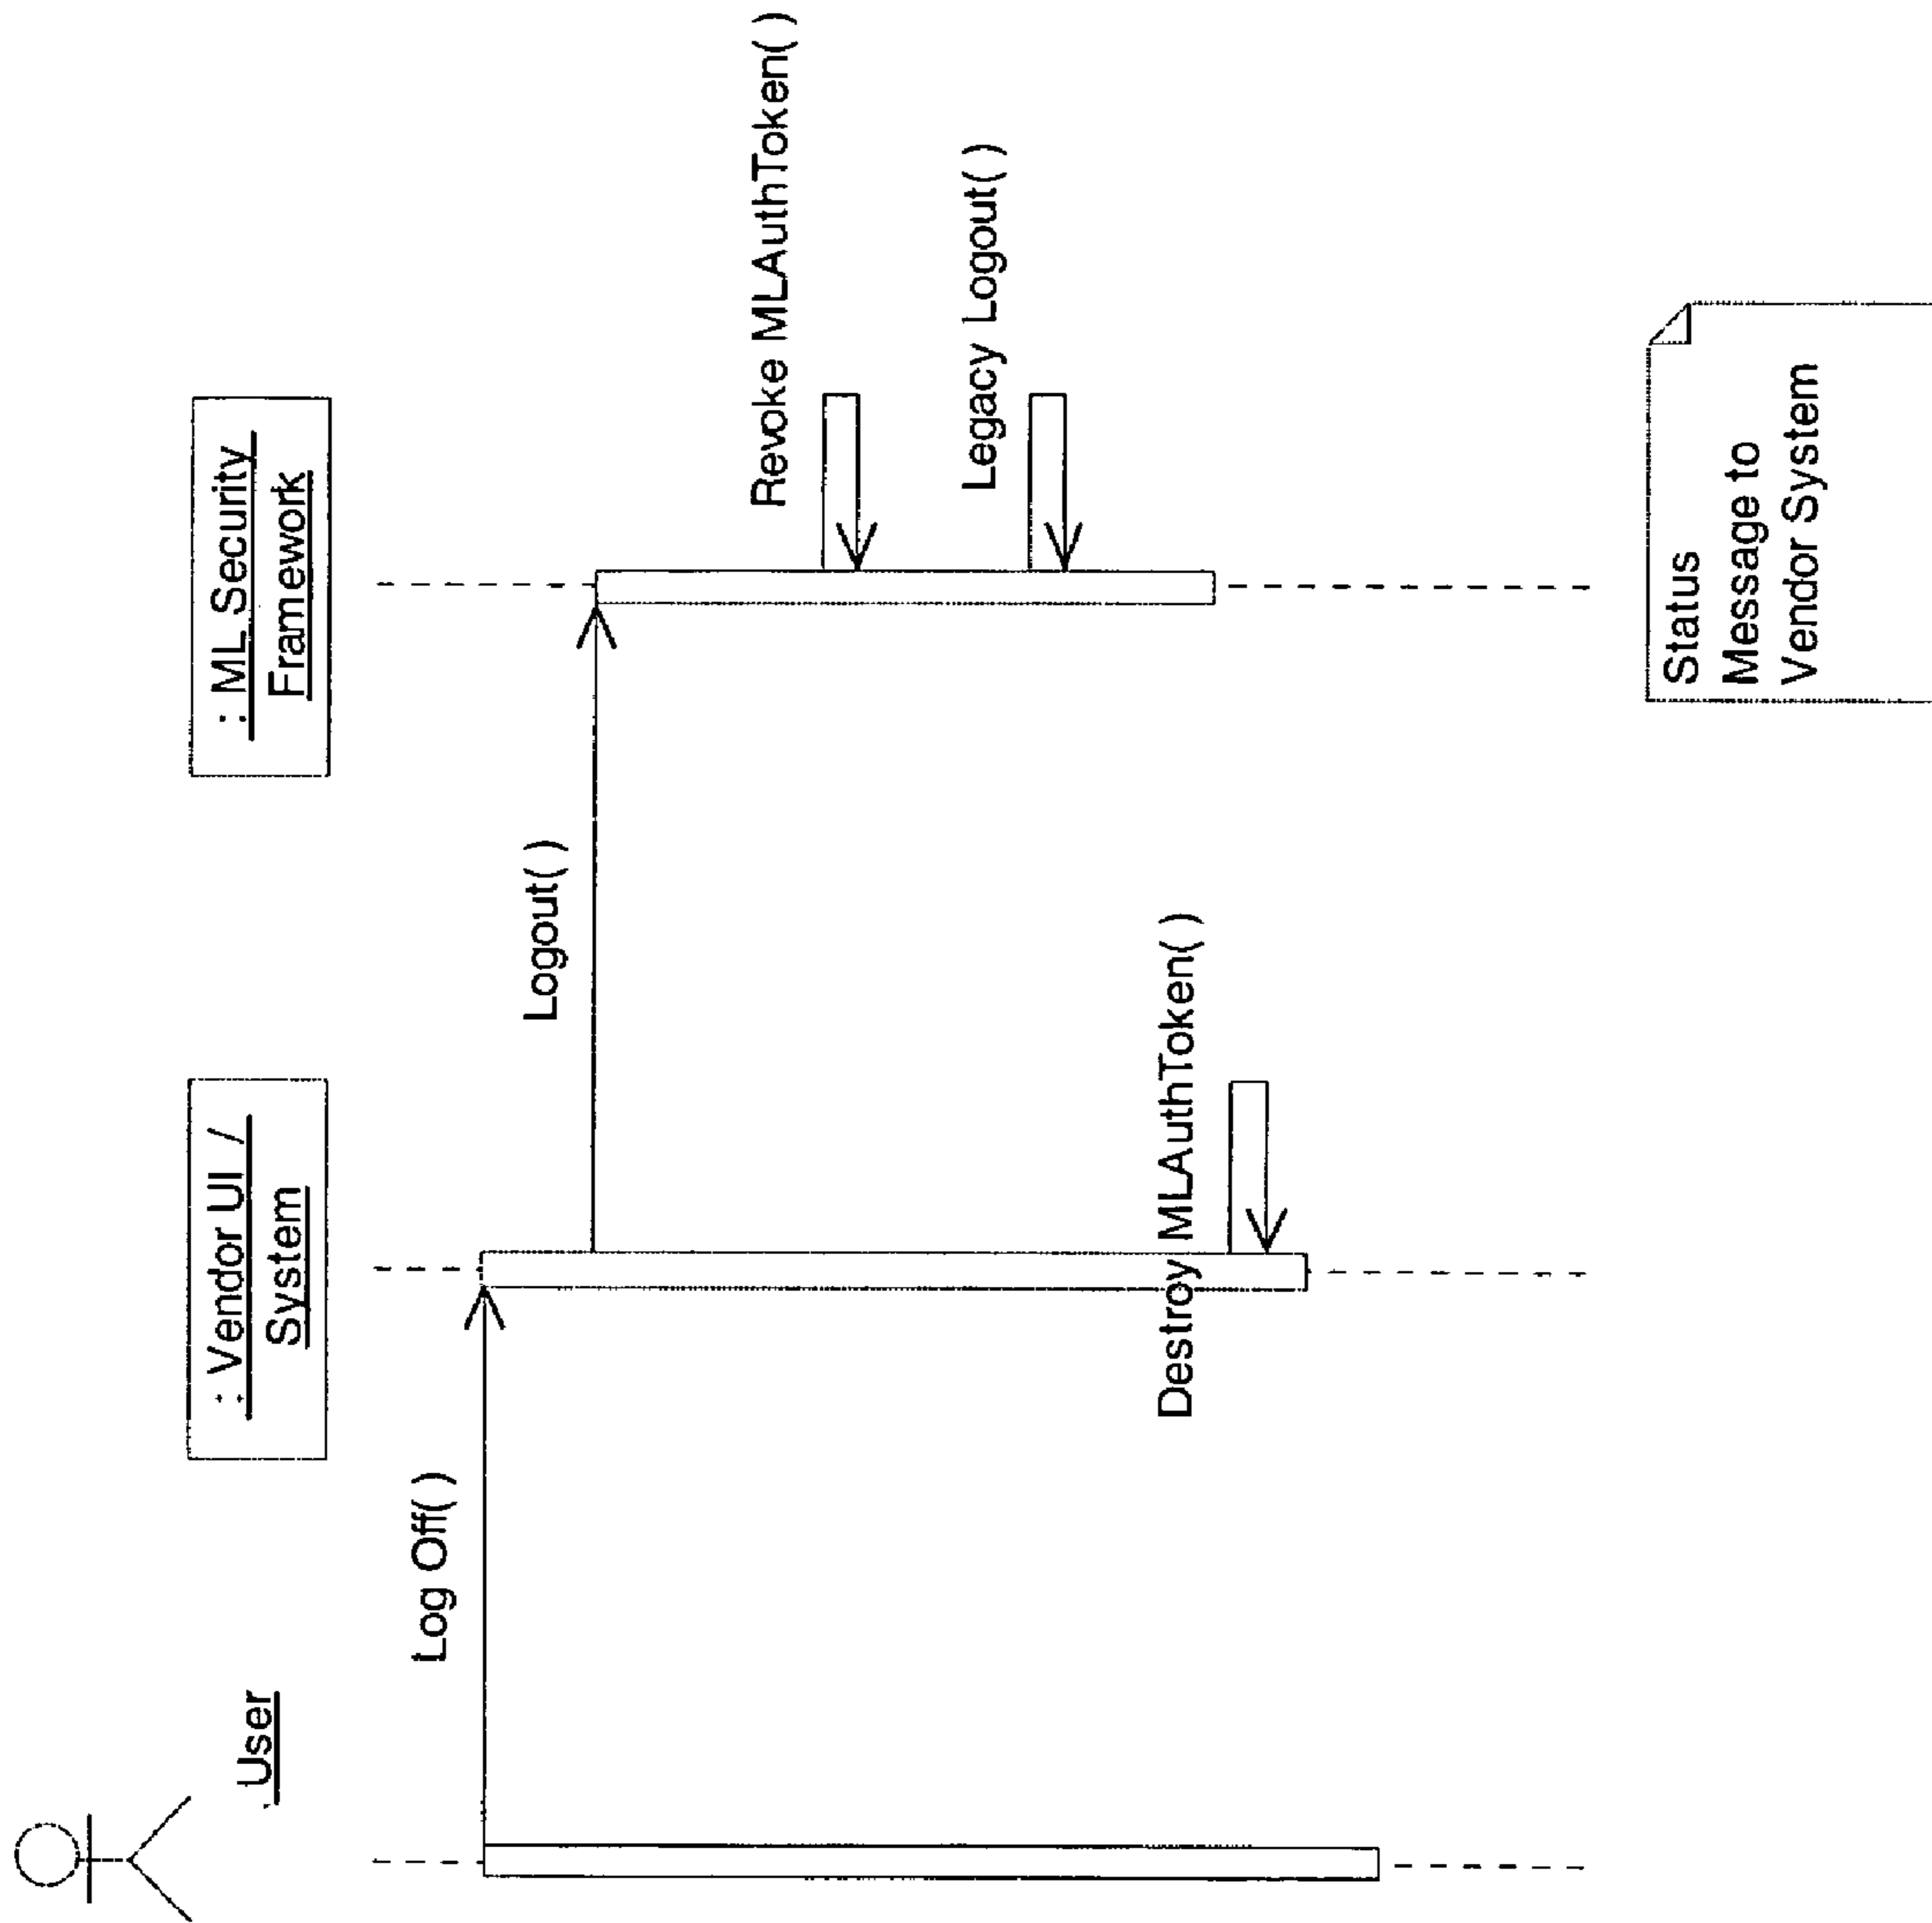 : User
: Vendor UI /
System
: ML Security
Framework
Log Off( )
Logout( )
Revoke MLAuthToken( )
Legacy Logout( )
Destroy MLAuthToken( )
Status
Message to
Vendor System